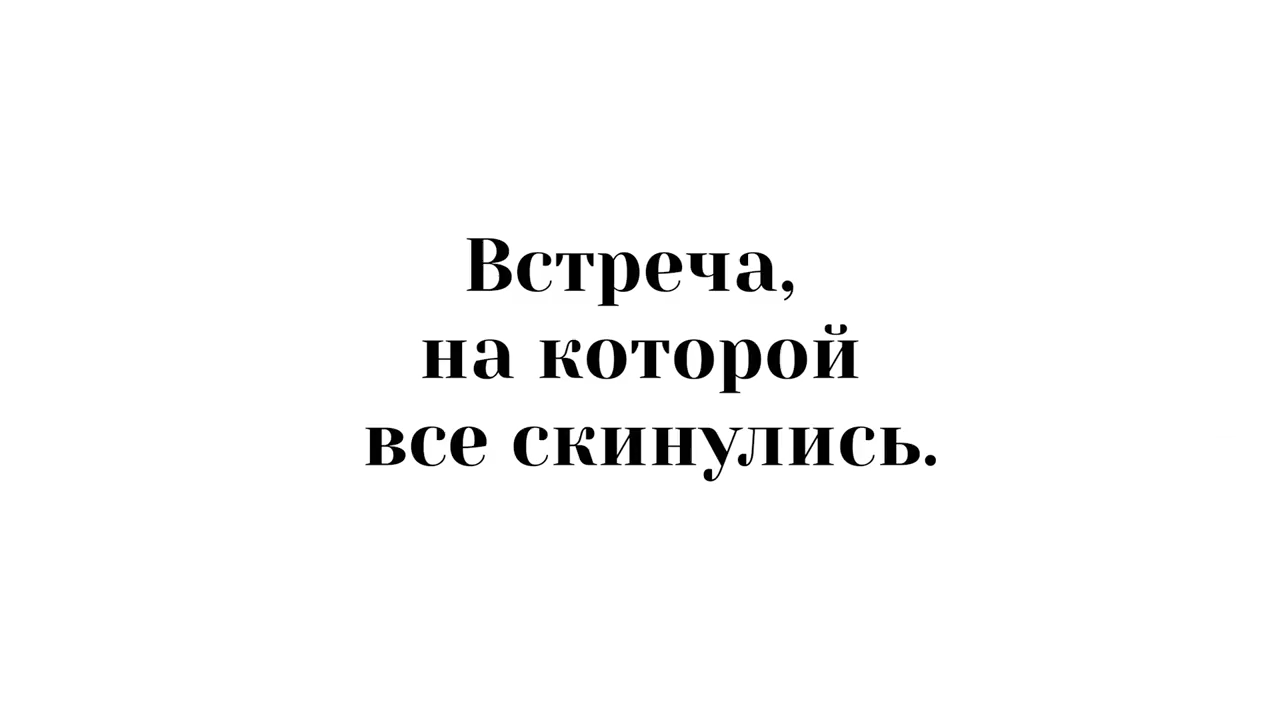 Встреча,
на которой
все скинулись.